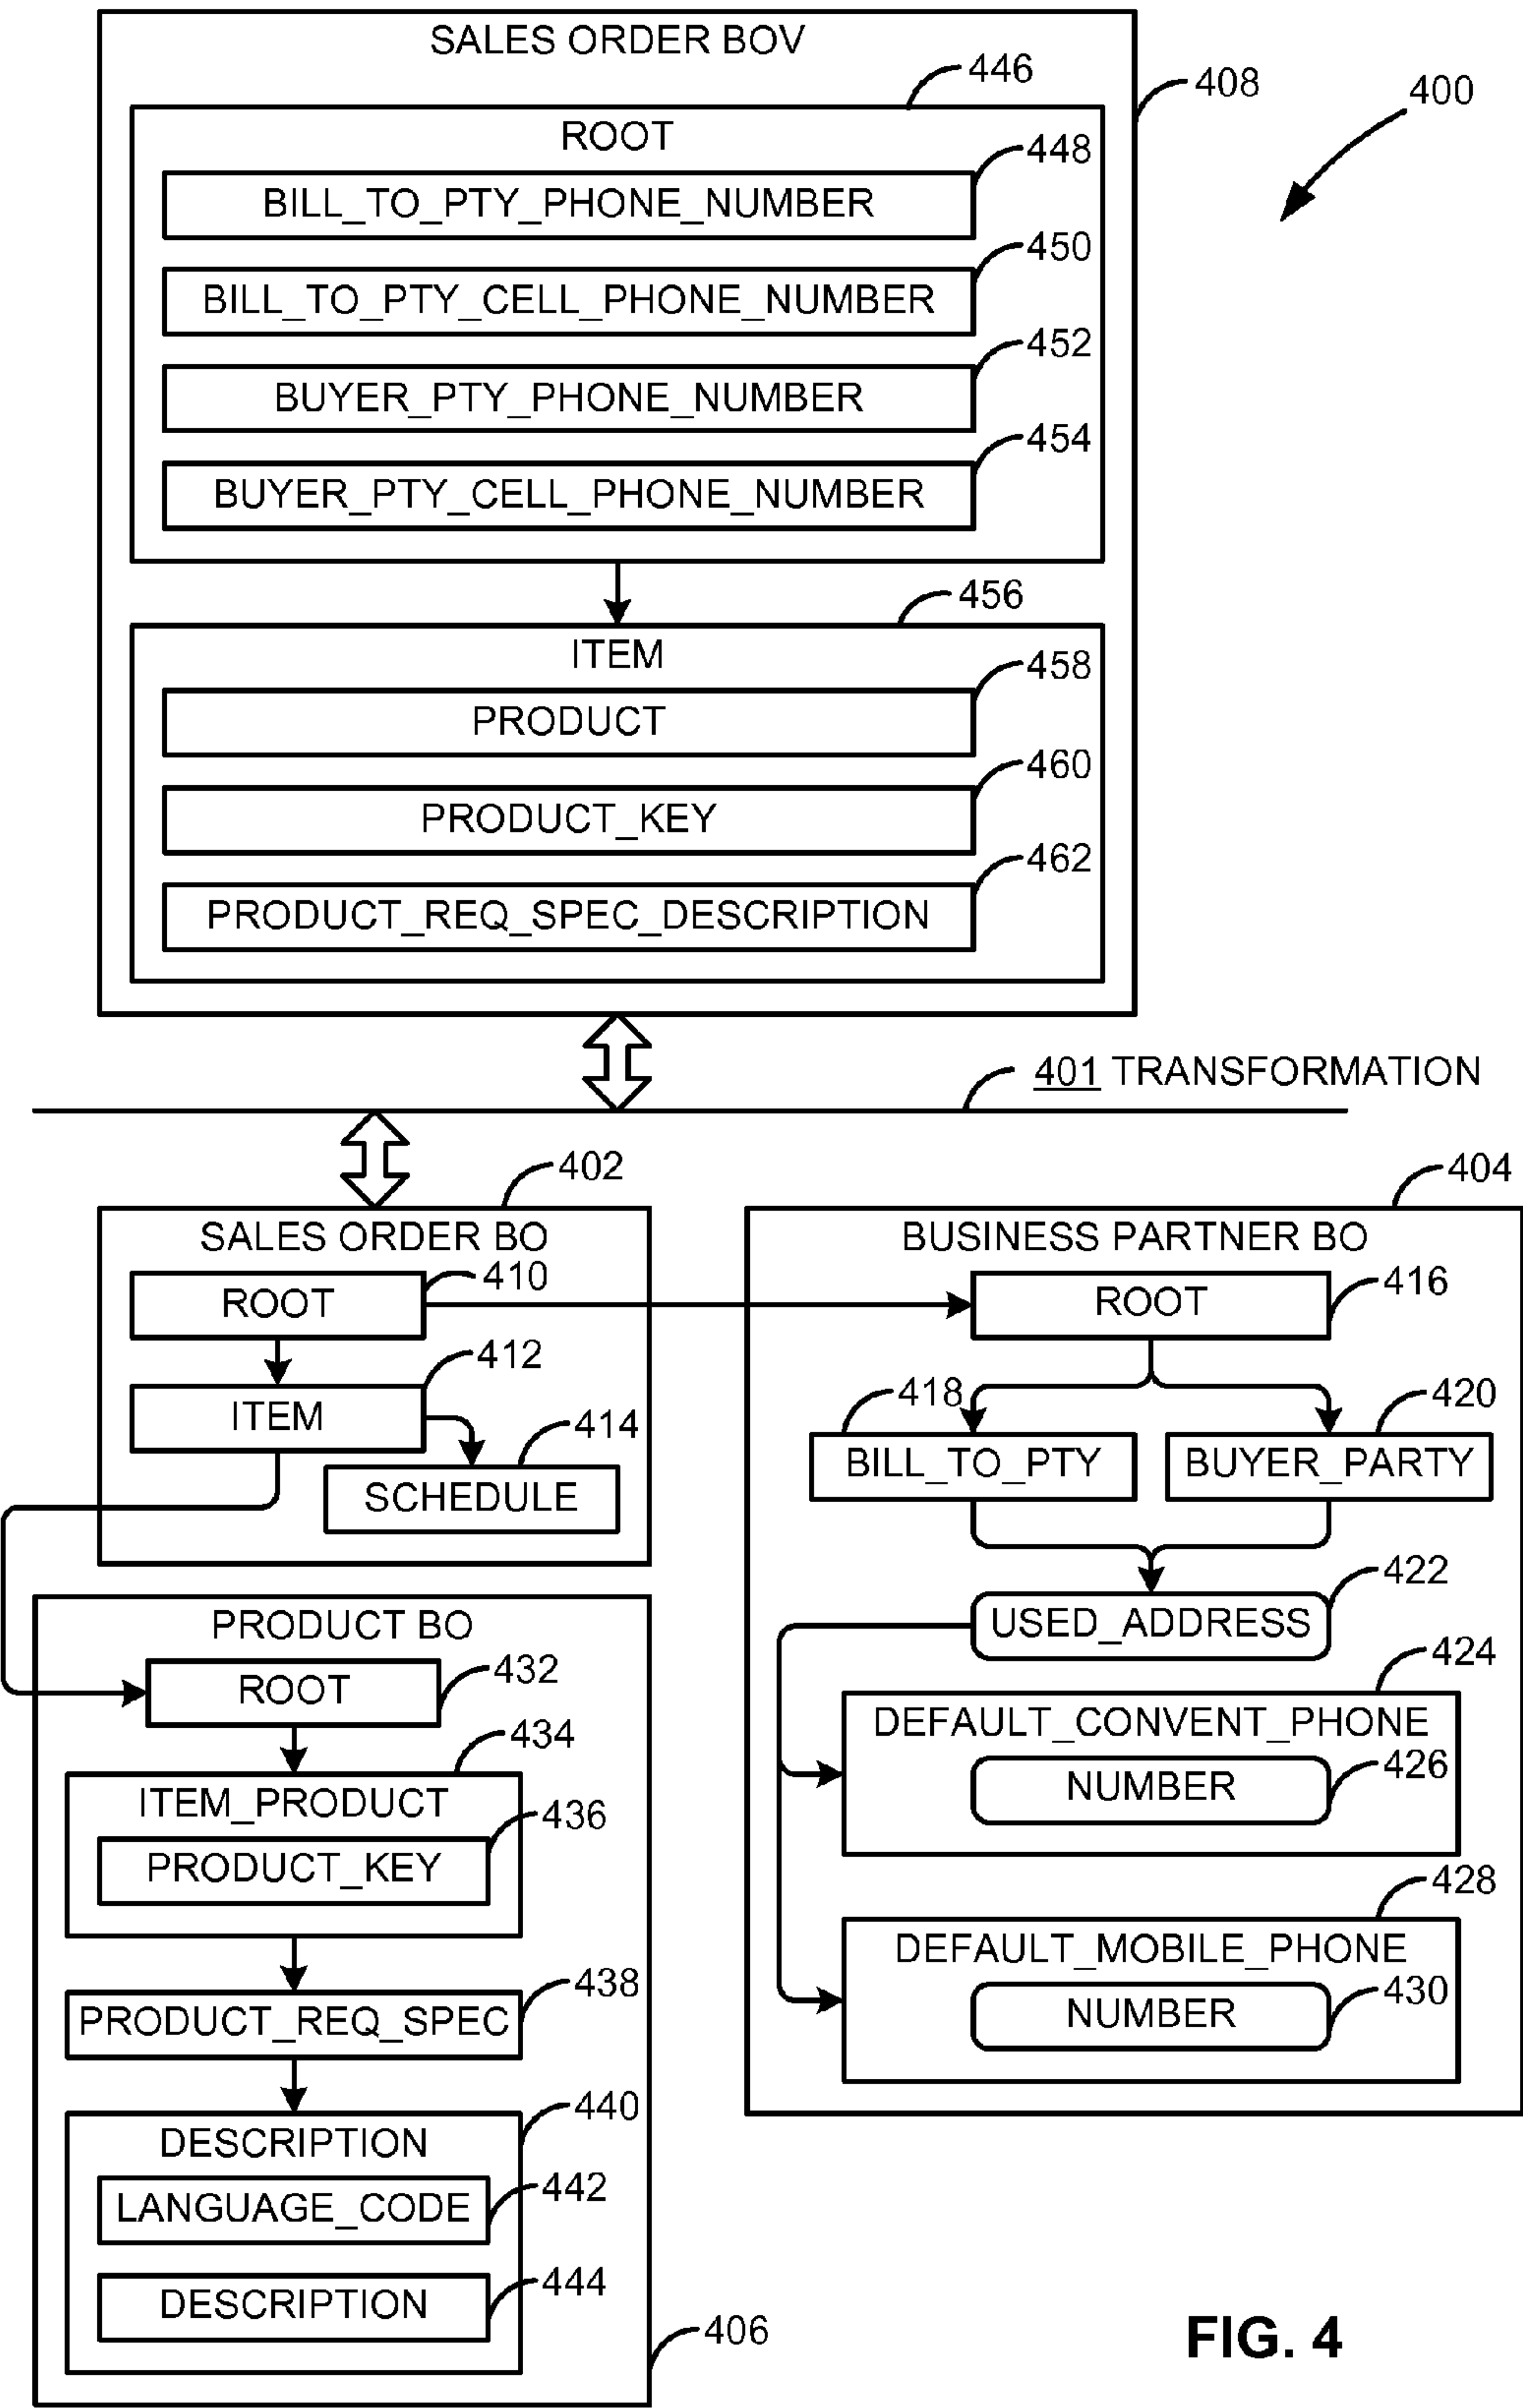 SALES ORDER BOV
446
408
400
ROOT
448
BILL_TO_PTY_PHONE_NUMBER
450
BILL_TO_PTY_CELL_PHONE_NUMBER
452
BUYER_PTY_PHONE_NUMBER
454
BUYER_PTY_CELL_PHONE_NUMBER
456
ITEM
458
PRODUCT
460
PRODUCT_KEY
462
PRODUCT_REQ_SPEC_DESCRIPTION
401 TRANSFORMATION
402
SALES ORDER BO
410
ROOT
412
ITEM
414
SCHEDULE
404
BUSINESS PARTNER BO
416
ROOT
418
420
BILL_TO_PTY
BUYER_PARTY
422
USED_ADDRESS
424
DEFAULT_CONVENT_PHONE
426
NUMBER
428
DEFAULT_MOBILE_PHONE
430
NUMBER
PRODUCT BO
432
ROOT
434
ITEM_PRODUCT
436
PRODUCT_KEY
438
PRODUCT_REQ_SPEC
440
DESCRIPTION
442
LANGUAGE_CODE
444
DESCRIPTION
406
FIG. 4